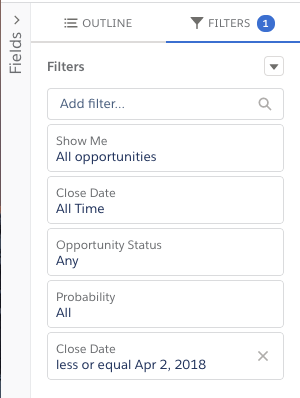 Fields
OUTLINE
FILTERS 1
Filters
Add filter...
Show Me
All opportunities
Close Date
All Time
Opportunity Status
Any
Probability
All
Close Date
less or equal Apr 2, 2018